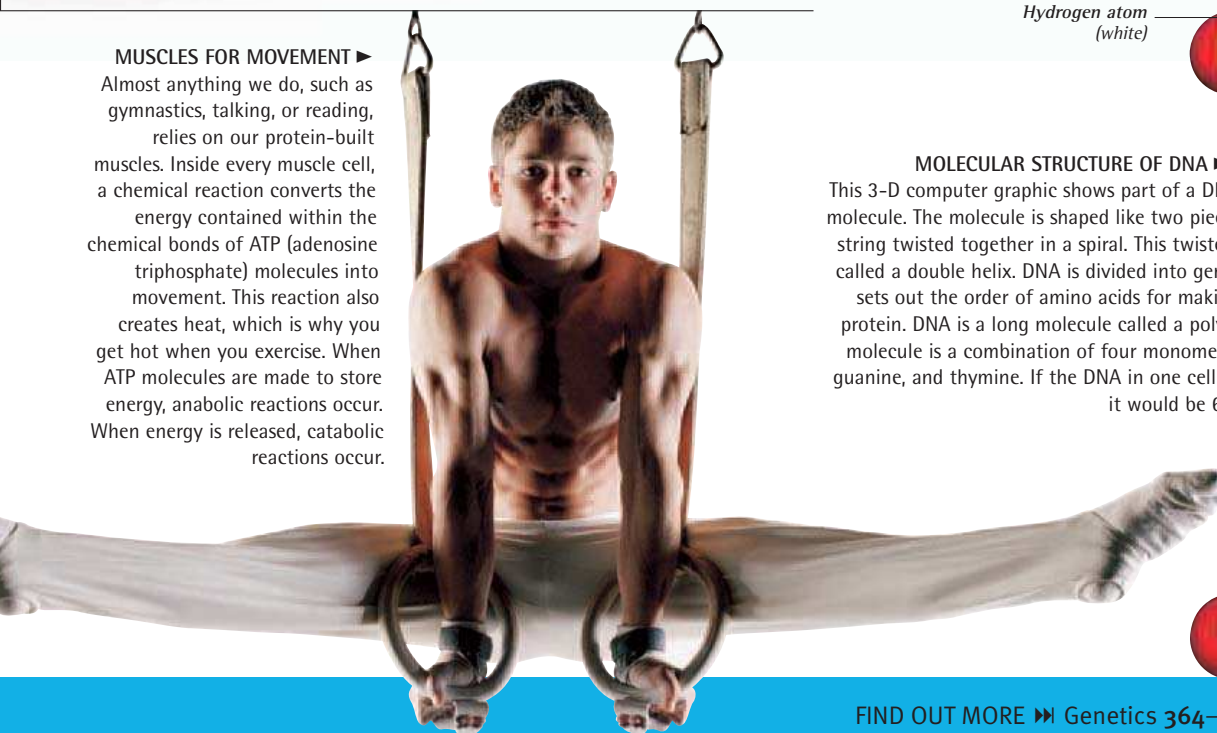 Hydrogen atom
(white)
MUSCLES FOR MOVEMENT ►
Almost anything we do, such as
gymnastics, talking, or reading,
relies on our protein-built
muscles. Inside every muscle cell,
a chemical reaction converts the
energy contained within the
chemical bonds of ATP (adenosine
triphosphate) molecules into
movement. This reaction also
creates heat, which is why you
get hot when you exercise. When
ATP molecules are made to store
energy, anabolic reactions occur.
When energy is released, catabolic
reactions occur.
MOLECULAR STRUCTURE OF DNA
This 3-D computer graphic shows part of a
molecule. The molecule is shaped like two
string twisted together in a spiral. This
called a double helix. DNA is divided into
sets out the order of amino acids for
protein. DNA is a long molecule called a
molecule is a combination of four
guanine, and thymine. If the DNA in one cell
it would be
FIND OUT MORE ►► Genetics 364–